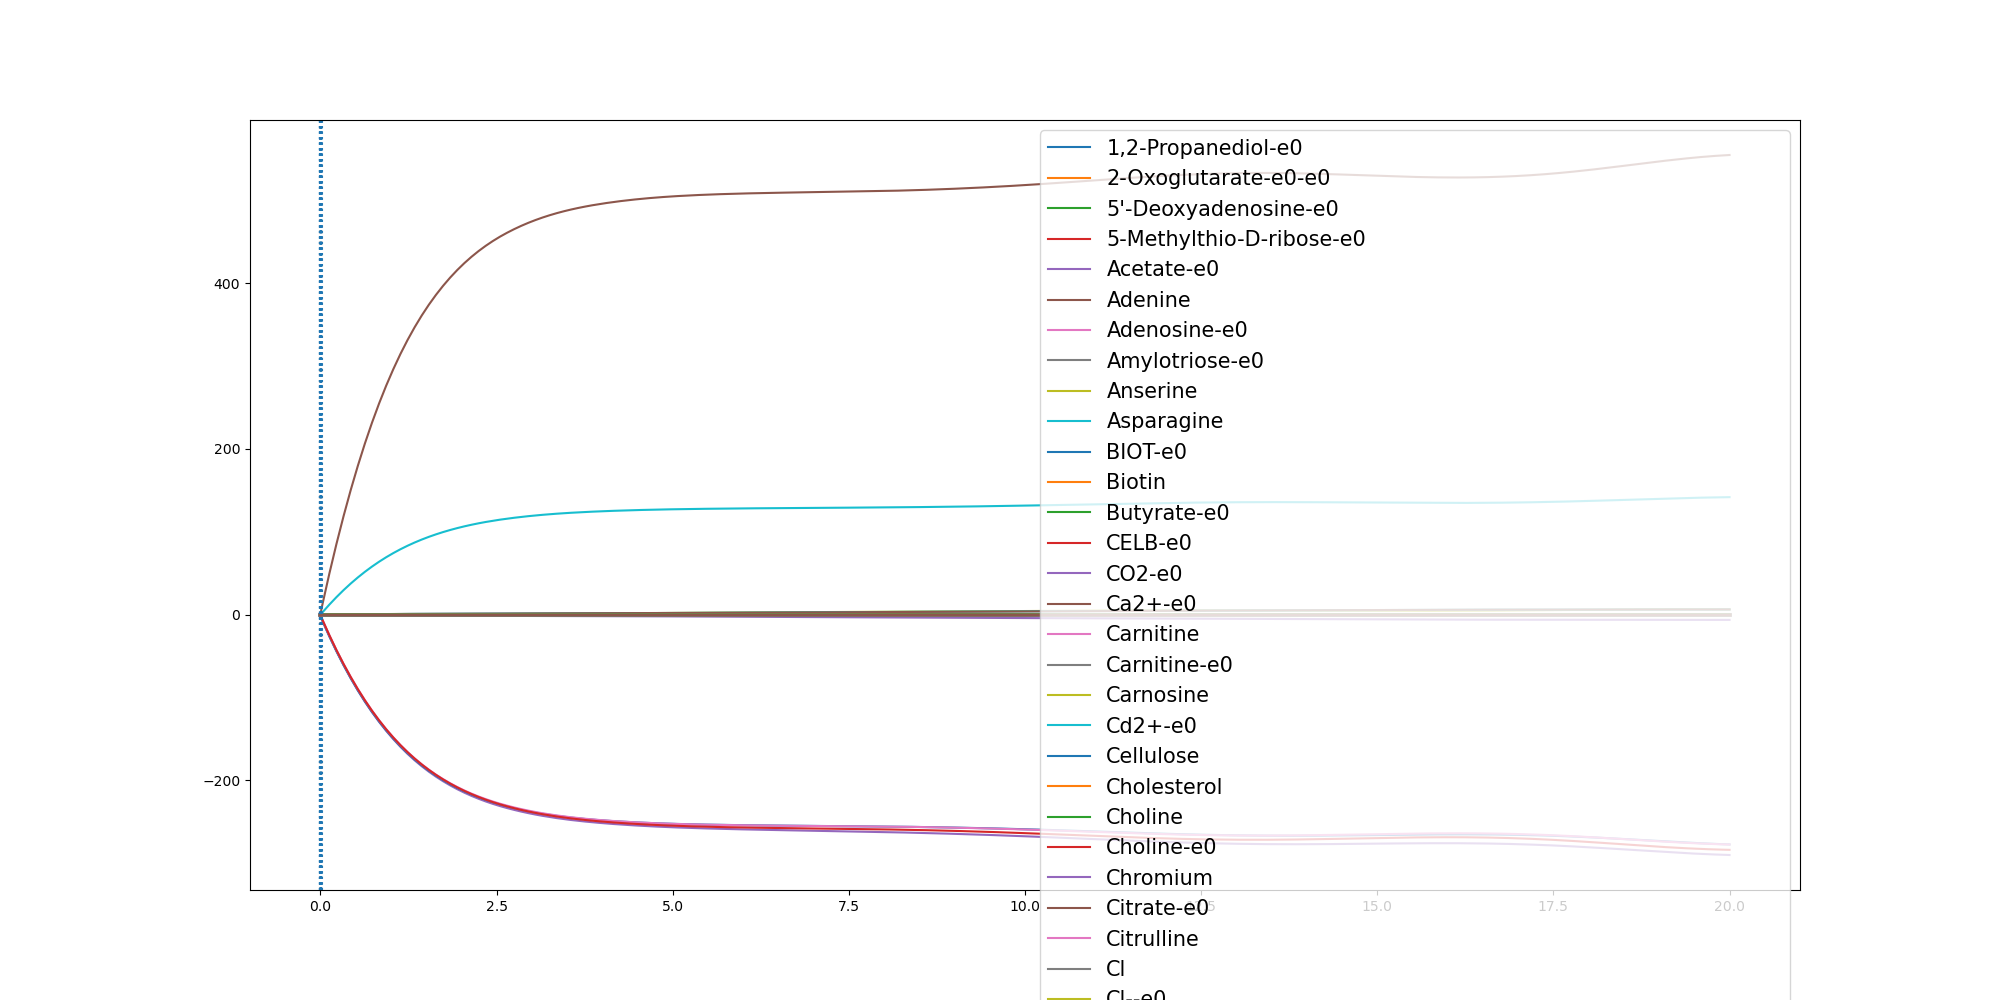 400
200
0
−200
0.0
2.5
5.0
7.5
10.0
15.0
17.5
20.0
1,2-Propanediol-e0
2-Oxoglutarate-e0-e0
5'-Deoxyadenosine-e0
5-Methylthio-D-ribose-e0
Acetate-e0
Adenine
Adenosine-e0
Amylotriose-e0
Anserine
Asparagine
BIOT-e0
Biotin
Butyrate-e0
CELB-e0
CO2-e0
Ca2+-e0
Carnitine
Carnitine-e0
Carnosine
Cd2+-e0
Cellulose
Cholesterol
Choline
Choline-e0
Chromium
Citrate-e0
Citrulline
Cl
Cl--e0